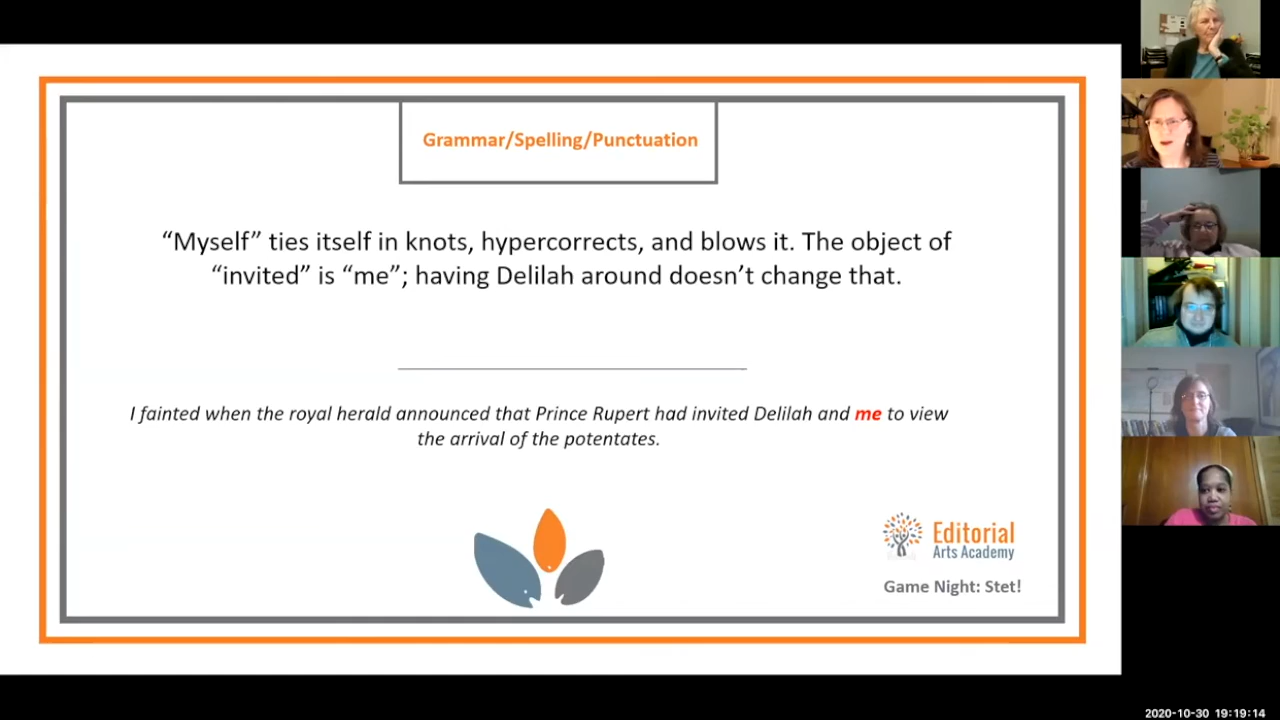 Grammar/Spelling/Punctuation
“Myself” ties itself in knots, hypercorrects, and blows it. The object of
“invited” is “me”; having Delilah around doesn’t change that.
I fainted when the royal herald announced that Prince Rupert had invited Delilah and me to view
the arrival of the potentates.
Editorial
Arts Academy
Game Night: Stet!
2020-10-30 19:19:14